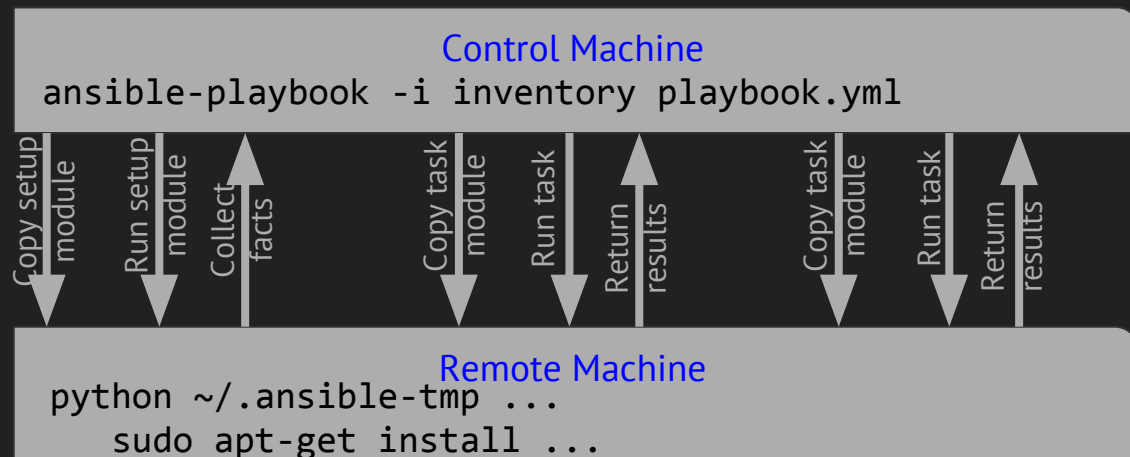 Control Machine
ansible-playbook -i inventory playbook.yml
Copy setup
module
Run setup
module
Collect
facts
Copy task
module
Run task
Return
results
Copy task
module
Run task
Return
results
Remote Machine
python ~/.ansible-tmp ...
sudo apt-get install ...